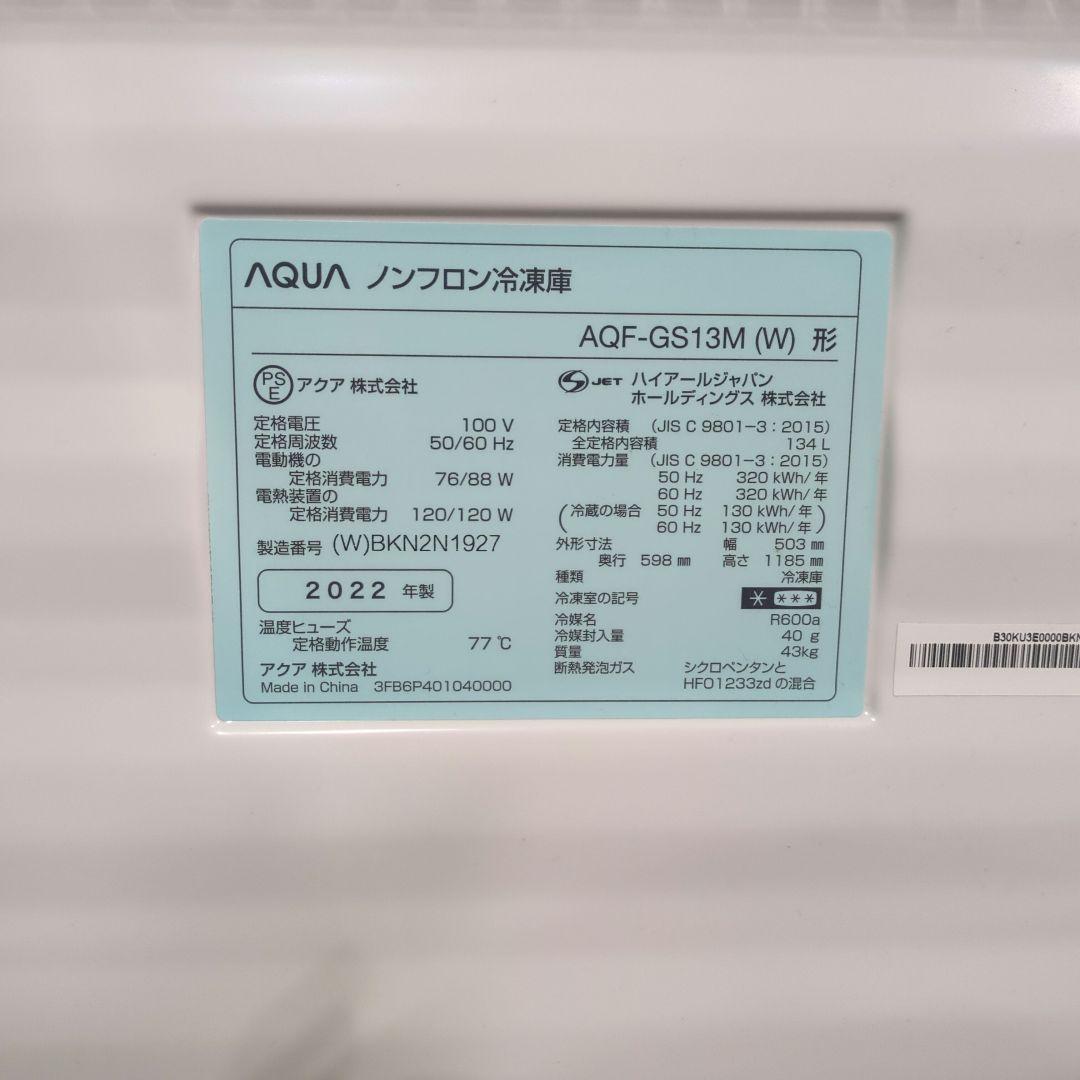 AQUA ノンフロン冷凍庫
AQF-GS13M (W) 形
PSE アクア 株式会社
定格電圧 100 V
定格周波数 50/60 Hz
電動機の
定格消費電力 76/88 W
電熱装置の
定格消費電力 120/120 W
製造番号 (W)BKN2N1927
2022 年製
温度ヒューズ
定格動作温度 77 ℃
アクア 株式会社
Made in China 3FB6P401040000
JET ハイアールジャパン
ホールディングス 株式会社
定格内容積 (JIS C 9801-3:2015)
全定格内容積 134 L
消費電力量 (JIS C 9801-3:2015)
50 Hz 320 kWh/年
60 Hz 320 kWh/年
(冷蔵の場合 50 Hz 130 kWh/年
60 Hz 130 kWh/年)
外形寸法 幅 503 ㎜
奥行 598 ㎜ 高さ 1185 ㎜
種類 冷凍庫
冷凍室の記号 * ***
冷媒名 R600a
冷媒封入量 40 g
質量 43kg
断熱発泡ガス シクロペンタンと
HFO1233zd の混合
B30KU3E0000BKN